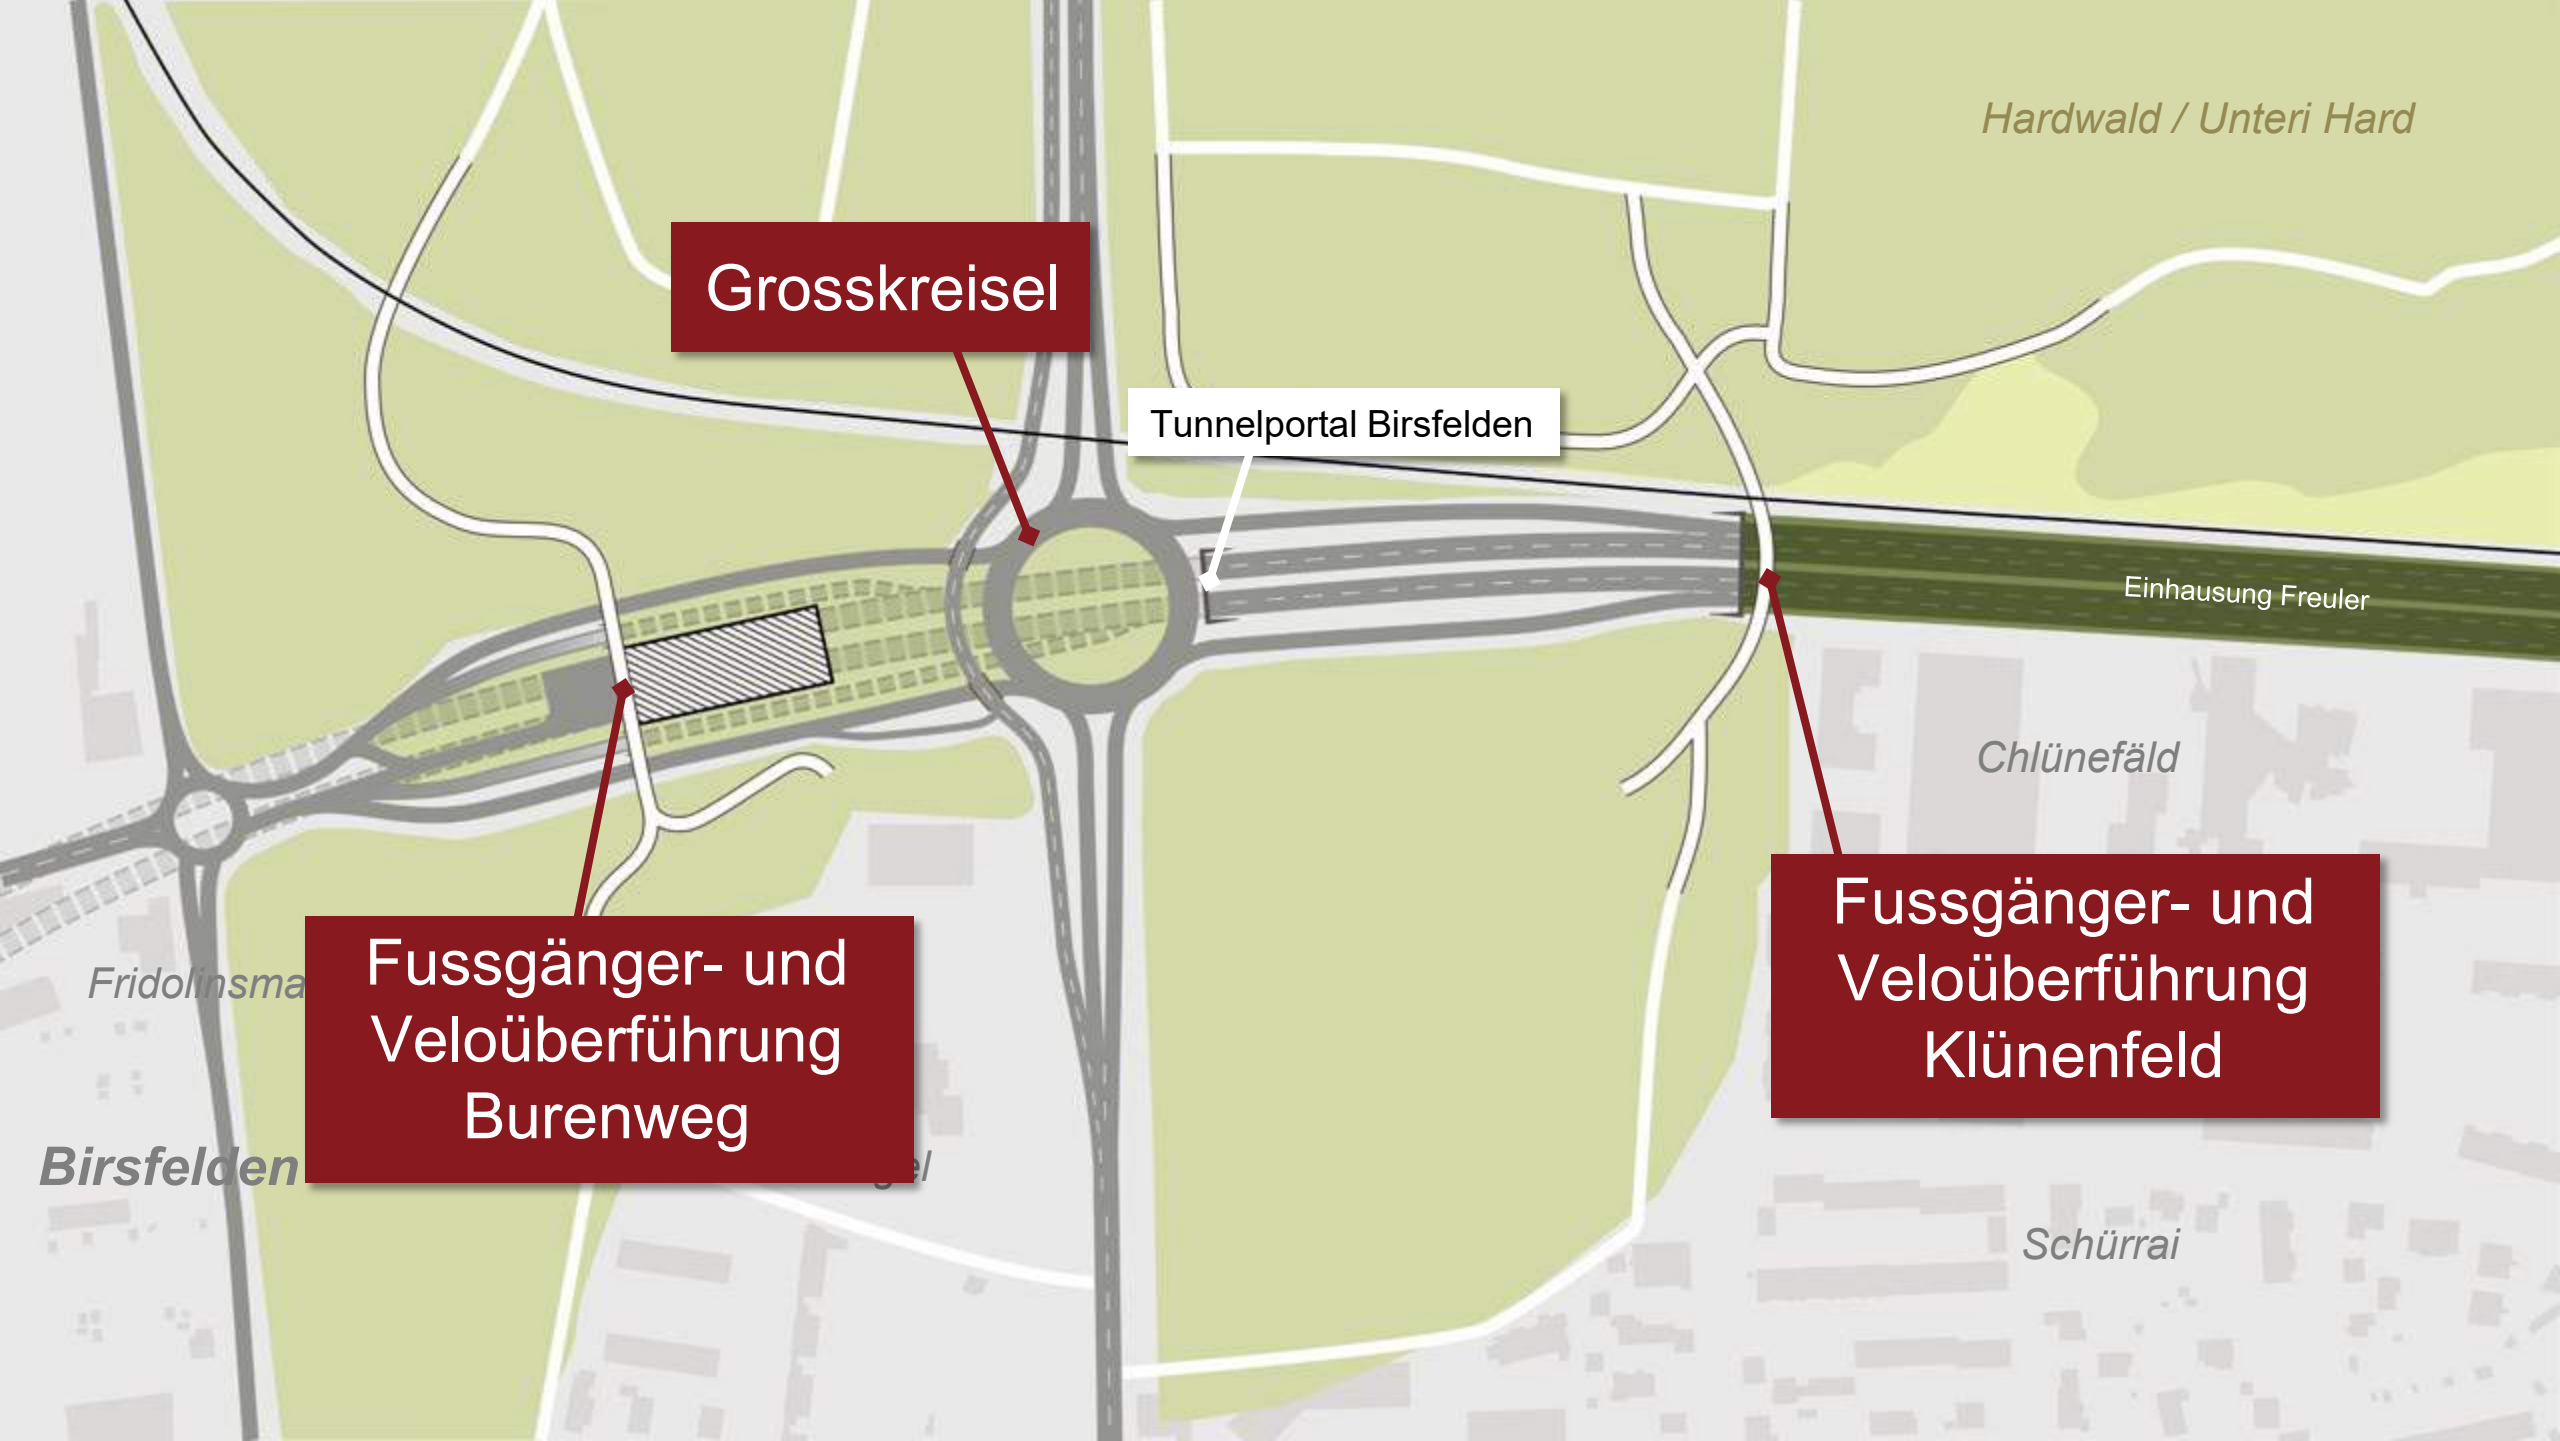 Hardwald / Unteri Hard
Grosskreisel
Tunnelportal Birsfelden
Einhausung Freuler
Chlünefäld
Fussgänger- und
Veloüberführung
Klünenfeld
Fridolinsma
Fussgänger- und
Veloüberführung
Burenweg
Birsfelden
Schürrai